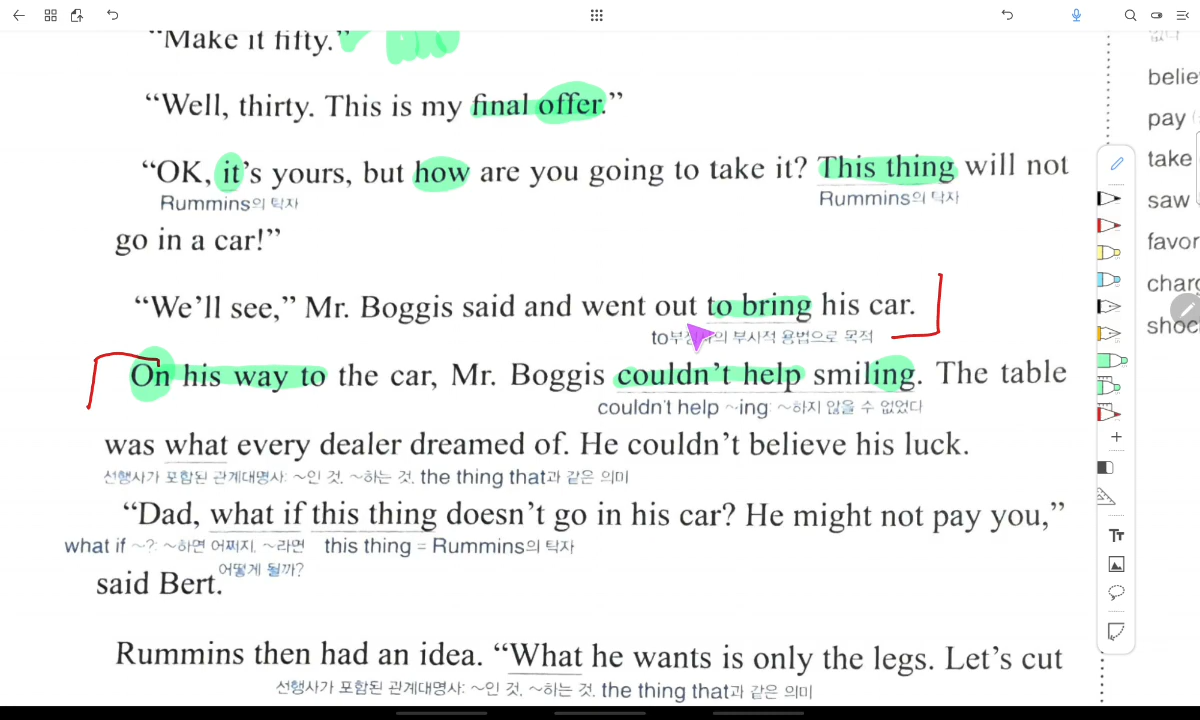 "Make it fifty."
"Well, thirty. This is my final offer."
"OK, it's yours, but how are you going to take it? This thing will not
Rummins의 탁자
Rummins의 탁자
go in a car!"
"We'll see," Mr. Boggis said and went out to bring his car.
의 부사적 용법으로 목적
On his way to the car, Mr. Boggis couldn't help smiling. The table
couldn't help ~ing: ~하지 않을 수 없었다
was what every dealer dreamed of. He couldn't believe his luck.
선행사가 포함된 관계대명사: ~인 것, ~하는 것, the thing that과 같은 의미
"Dad, what if this thing doesn't go in his car? He might not pay you,"
what if ~?: ~하면 어쩌지, ~라면
this thing = Rummins의 탁자
어떻게 될까?
said Bert.
Rummins then had an idea. "What he wants is only the legs. Let's cut
선행사가 포함된 관계대명사: ~인 것, ~하는 것, the thing that과 같은 의미
pay
take
saw
Tт